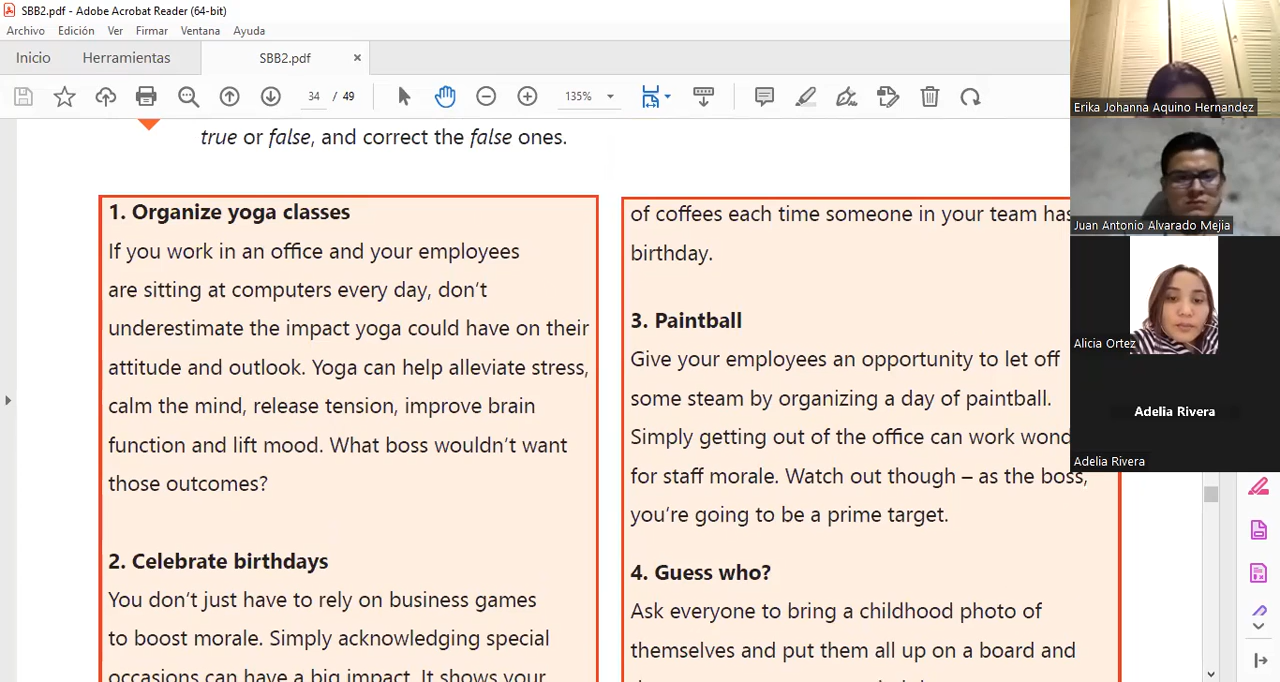 SBB2.pdf - Adobe Acrobat Reader (64-bit)
Archivo Edición Ver Firmar Ventana Ayuda
Inicio Herramientas SBB2.pdf ×
34 / 49 135%
true or false, and correct the false ones.
1. Organize yoga classes
If you work in an office and your employees
are sitting at computers every day, don't
underestimate the impact yoga could have on their
attitude and outlook. Yoga can help alleviate stress,
calm the mind, release tension, improve brain
function and lift mood. What boss wouldn't want
those outcomes?
2. Celebrate birthdays
You don't just have to rely on business games
to boost morale. Simply acknowledging special
occasions can have a big impact. It shows your
of coffees each time someone in your team has
birthday.
3. Paintball
Give your employees an opportunity to let off
some steam by organizing a day of paintball.
Simply getting out of the office can work wond
for staff morale. Watch out though – as the boss,
you're going to be a prime target.
4. Guess who?
Ask everyone to bring a childhood photo of
themselves and put them all up on a board and
Erika Johanna Aquino Hernandez
Juan Antonio Alvarado Mejia
Alicia Ortez
Adelia Rivera
Adelia Rivera